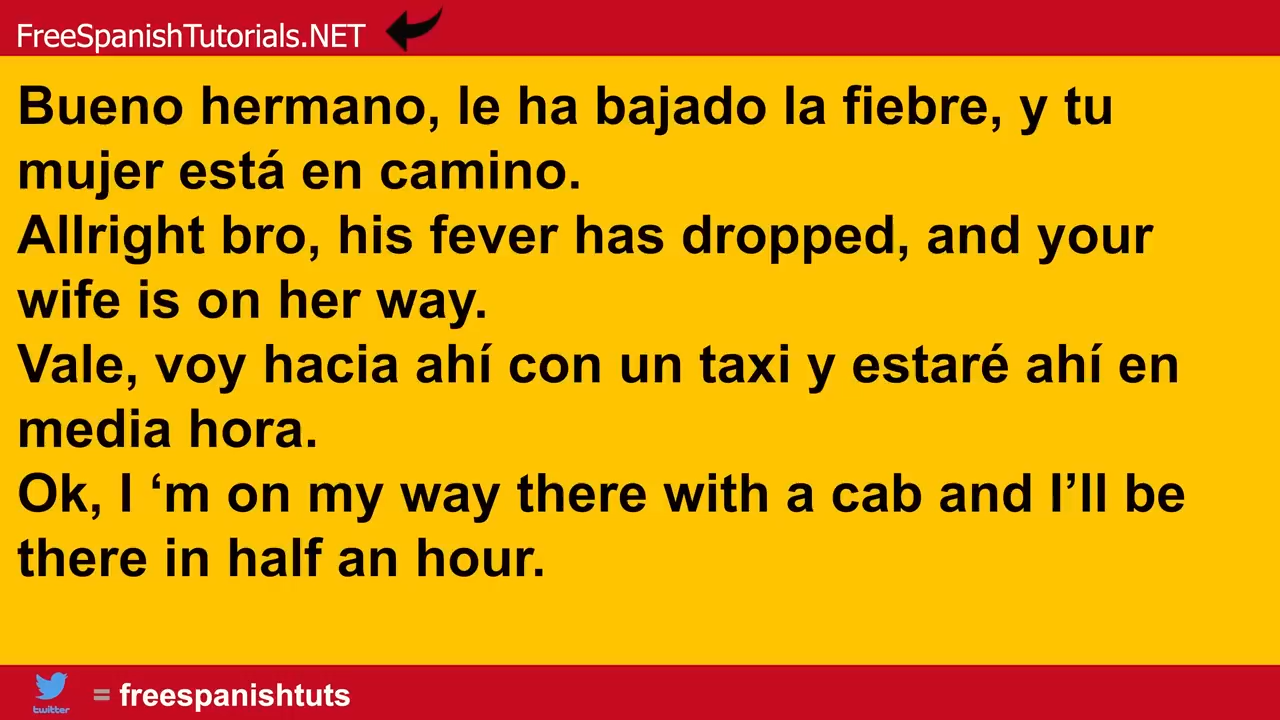 FreeSpanishTutorials.NET
Bueno hermano, le ha bajado la fiebre, y tu
mujer está en camino.
Allright bro, his fever has dropped, and your
wife is on her way.
Vale, voy hacia ahí con un taxi y estaré ahí en
media hora.
Ok, I ‘m on my way there with a cab and I’ll be
there in half an hour.
twitter = freespanishtuts